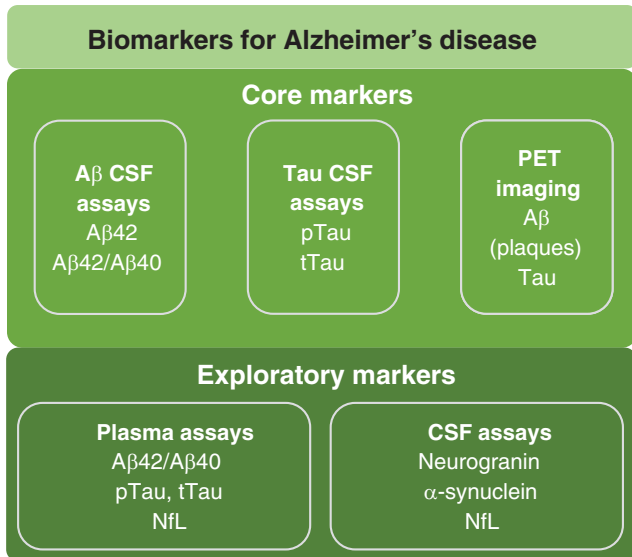 Biomarkers for Alzheimer's disease
Core markers
Aβ CSF
assays
Aβ42
Aβ42/Aβ40
Tau CSF
assays
pTau
tTau
PET
imaging
Aβ
(plaques)
Tau
Exploratory markers
Plasma assays
Aβ42/Aβ40
pTau, tTau
NfL
CSF assays
Neurogranin
α-synuclein
NfL